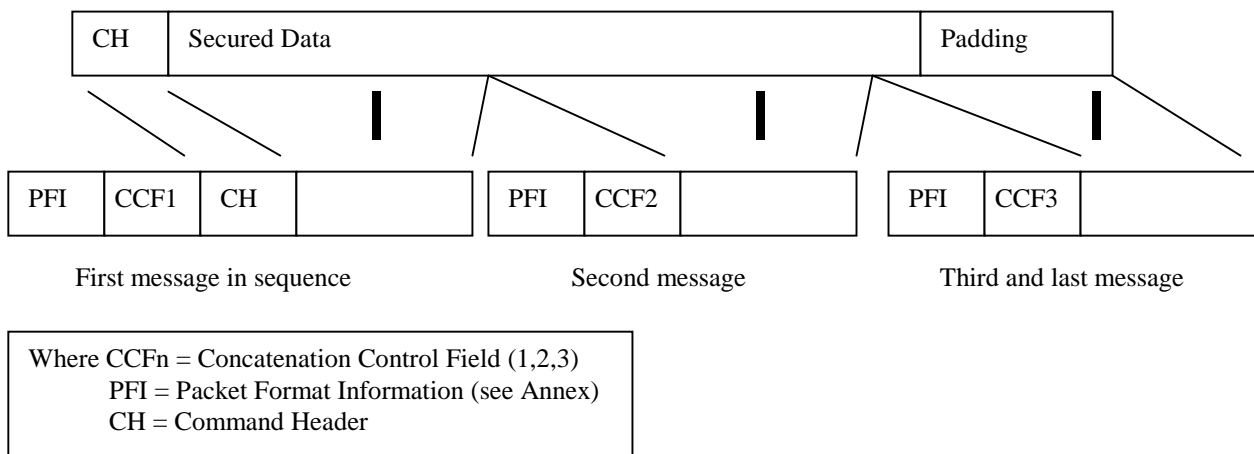 CH Secured Data Padding
PFI CCF1 CH PFI CCF2 PFI CCF3
First message in sequence Second message Third and last message
Where CCFn = Concatenation Control Field (1,2,3)
PFI = Packet Format Information (see Annex)
CH = Command Header